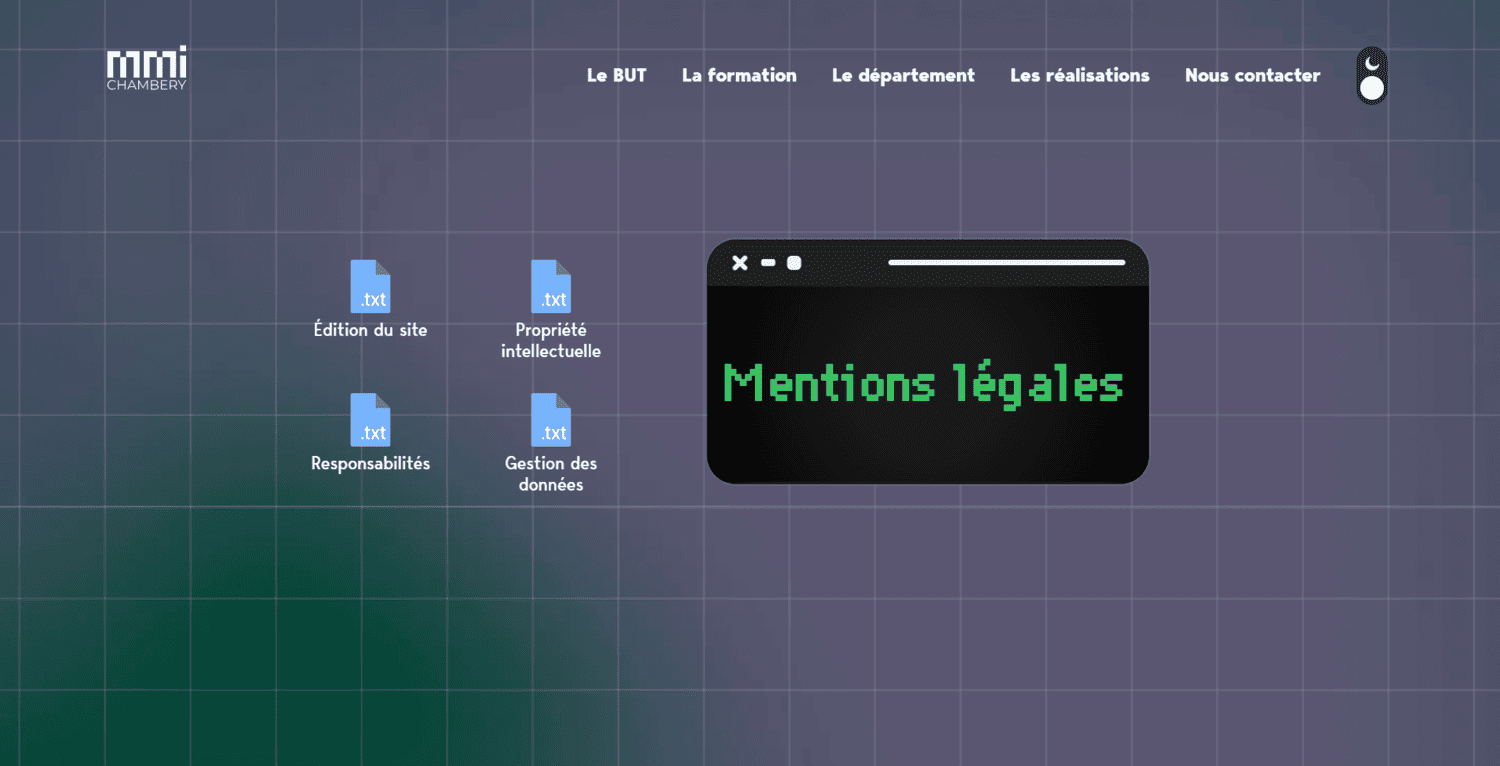 mmi
CHAMBERY
Le BUT La formation Le département Les réalisations Nous contacter
.txt
Édition du site
.txt
Propriété
intellectuelle
.txt
Responsabilités
.txt
Gestion des
données
Mentions légales